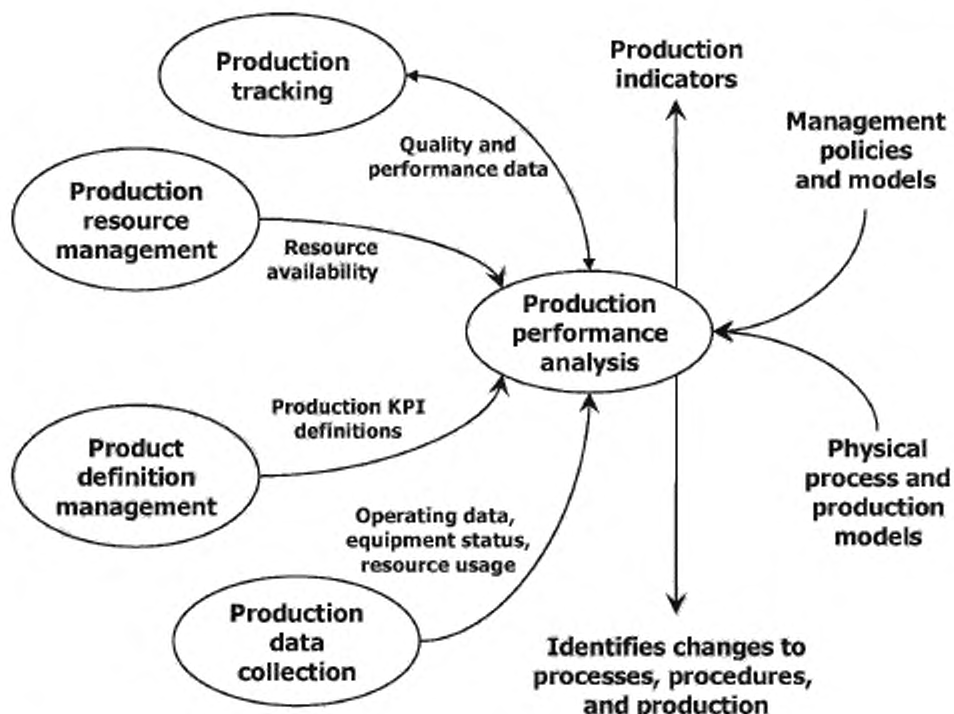 Production
tracking
Production
indicators
Management
policies
and models
Quality and
performance data
Production
resource
management
Resource
availability
Production
performance
analysis
Production KPI
definitions
Product
definition
management
Physical
process and
production
models
Operating data,
equipment status,
resource usage
Production
data
collection
Identifies changes to
processes, procedures,
and production